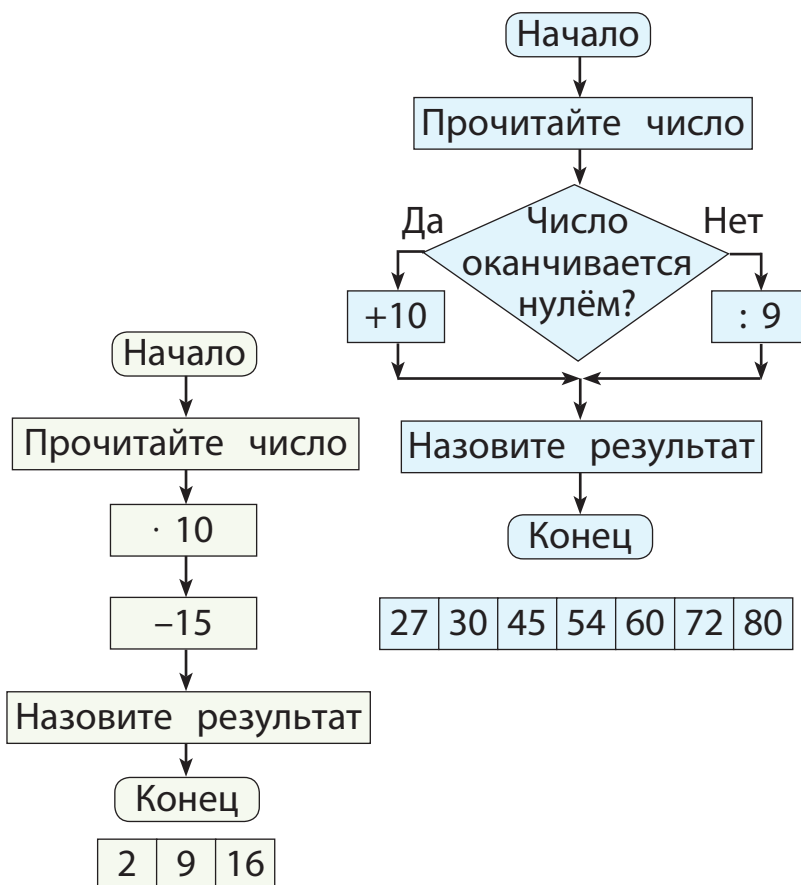 Начало
Прочитайте число
· 10
–15
Назовите результат
Конец
2 9 16
Начало
Прочитайте число
Да
Число
оканчивается
нулём?
Нет
+10
: 9
Назовите результат
Конец
27 30 45 54 60 72 80